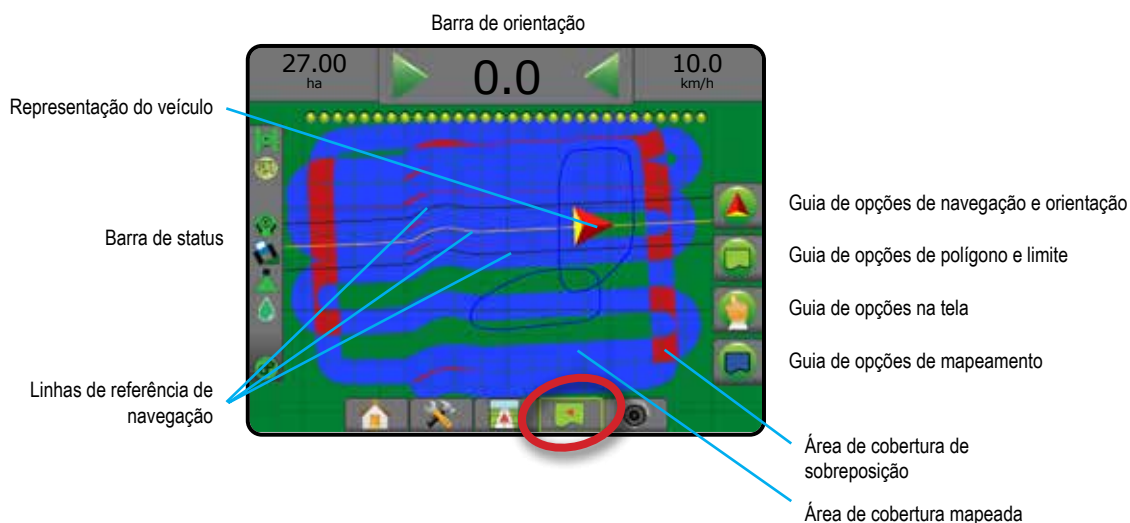 Barra de orientação
27.00
ha
0.0
10.0
km/h
Representação do veículo
Barra de status
Linhas de referência de
navegação
Guia de opções de navegação e orientação
Guia de opções de polígono e limite
Guia de opções na tela
Guia de opções de mapeamento
Área de cobertura de
sobreposição
Área de cobertura mapeada